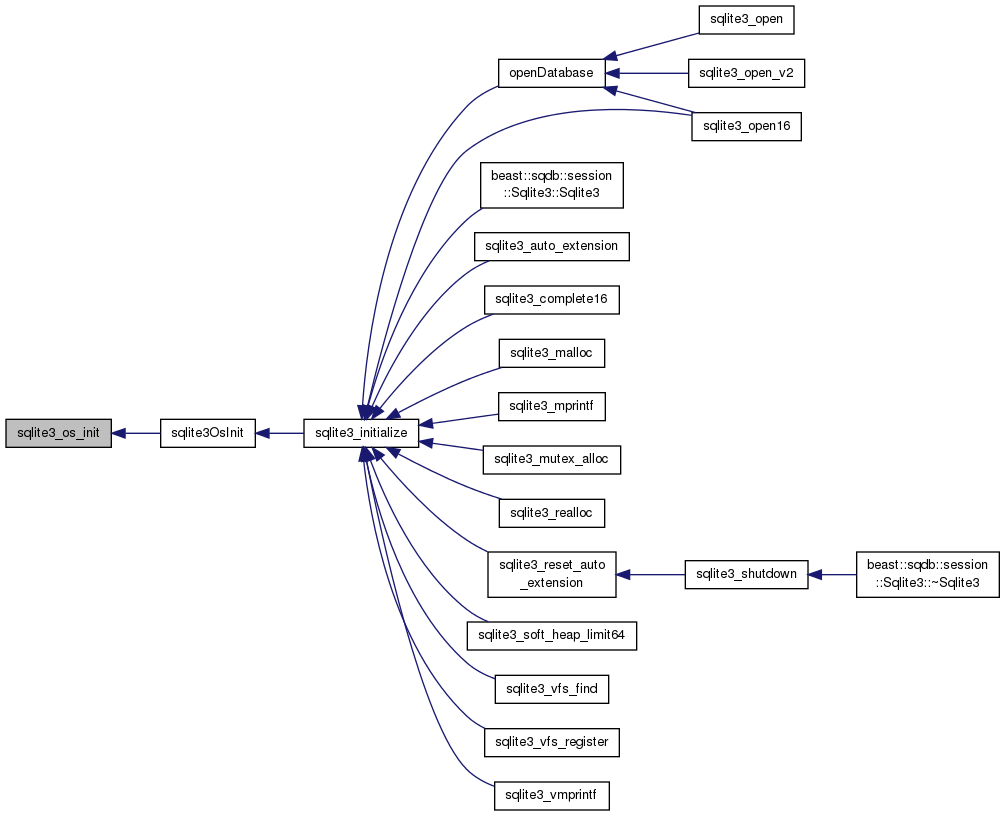 sqlite3_open
openDatabase
sqlite3_open_v2
sqlite3_open16
beast::sqdb::session
::Sqlite3::Sqlite3
sqlite3_auto_extension
sqlite3_complete16
sqlite3_malloc
sqlite3_mprintf
sqlite3_os_init
sqlite3OsInit
sqlite3_initialize
sqlite3_mutex_alloc
sqlite3_realloc
sqlite3_reset_auto
_extension
sqlite3_shutdown
beast::sqdb::session
::Sqlite3::~Sqlite3
sqlite3_soft_heap_limit64
sqlite3_vfs_find
sqlite3_vfs_register
sqlite3_vmprintf